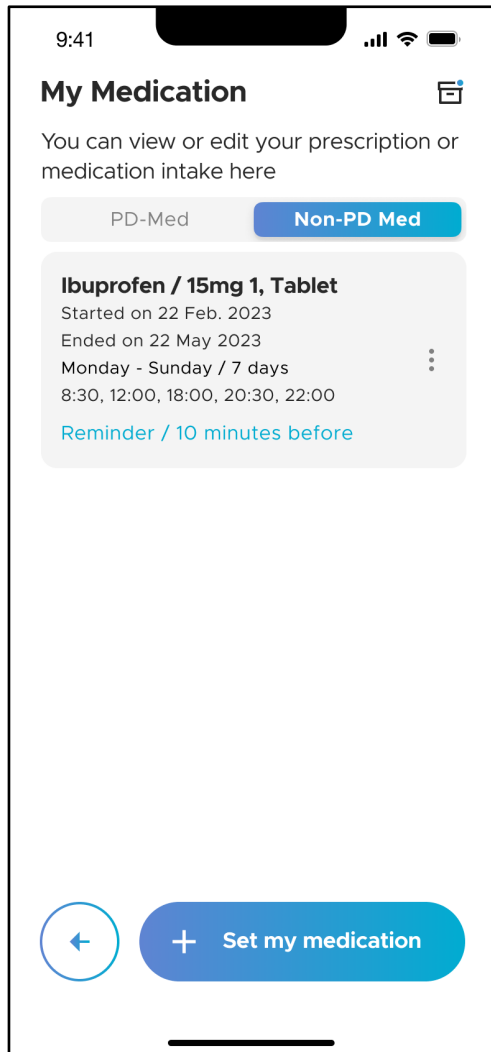 9:41
My Medication
You can view or edit your prescription or
medication intake here
PD-Med
Non-PD Med
Ibuprofen / 15mg 1, Tablet
Started on 22 Feb. 2023
Ended on 22 May 2023
Monday - Sunday / 7 days
8:30, 12:00, 18:00, 20:30, 22:00
Reminder / 10 minutes before
Set my medication